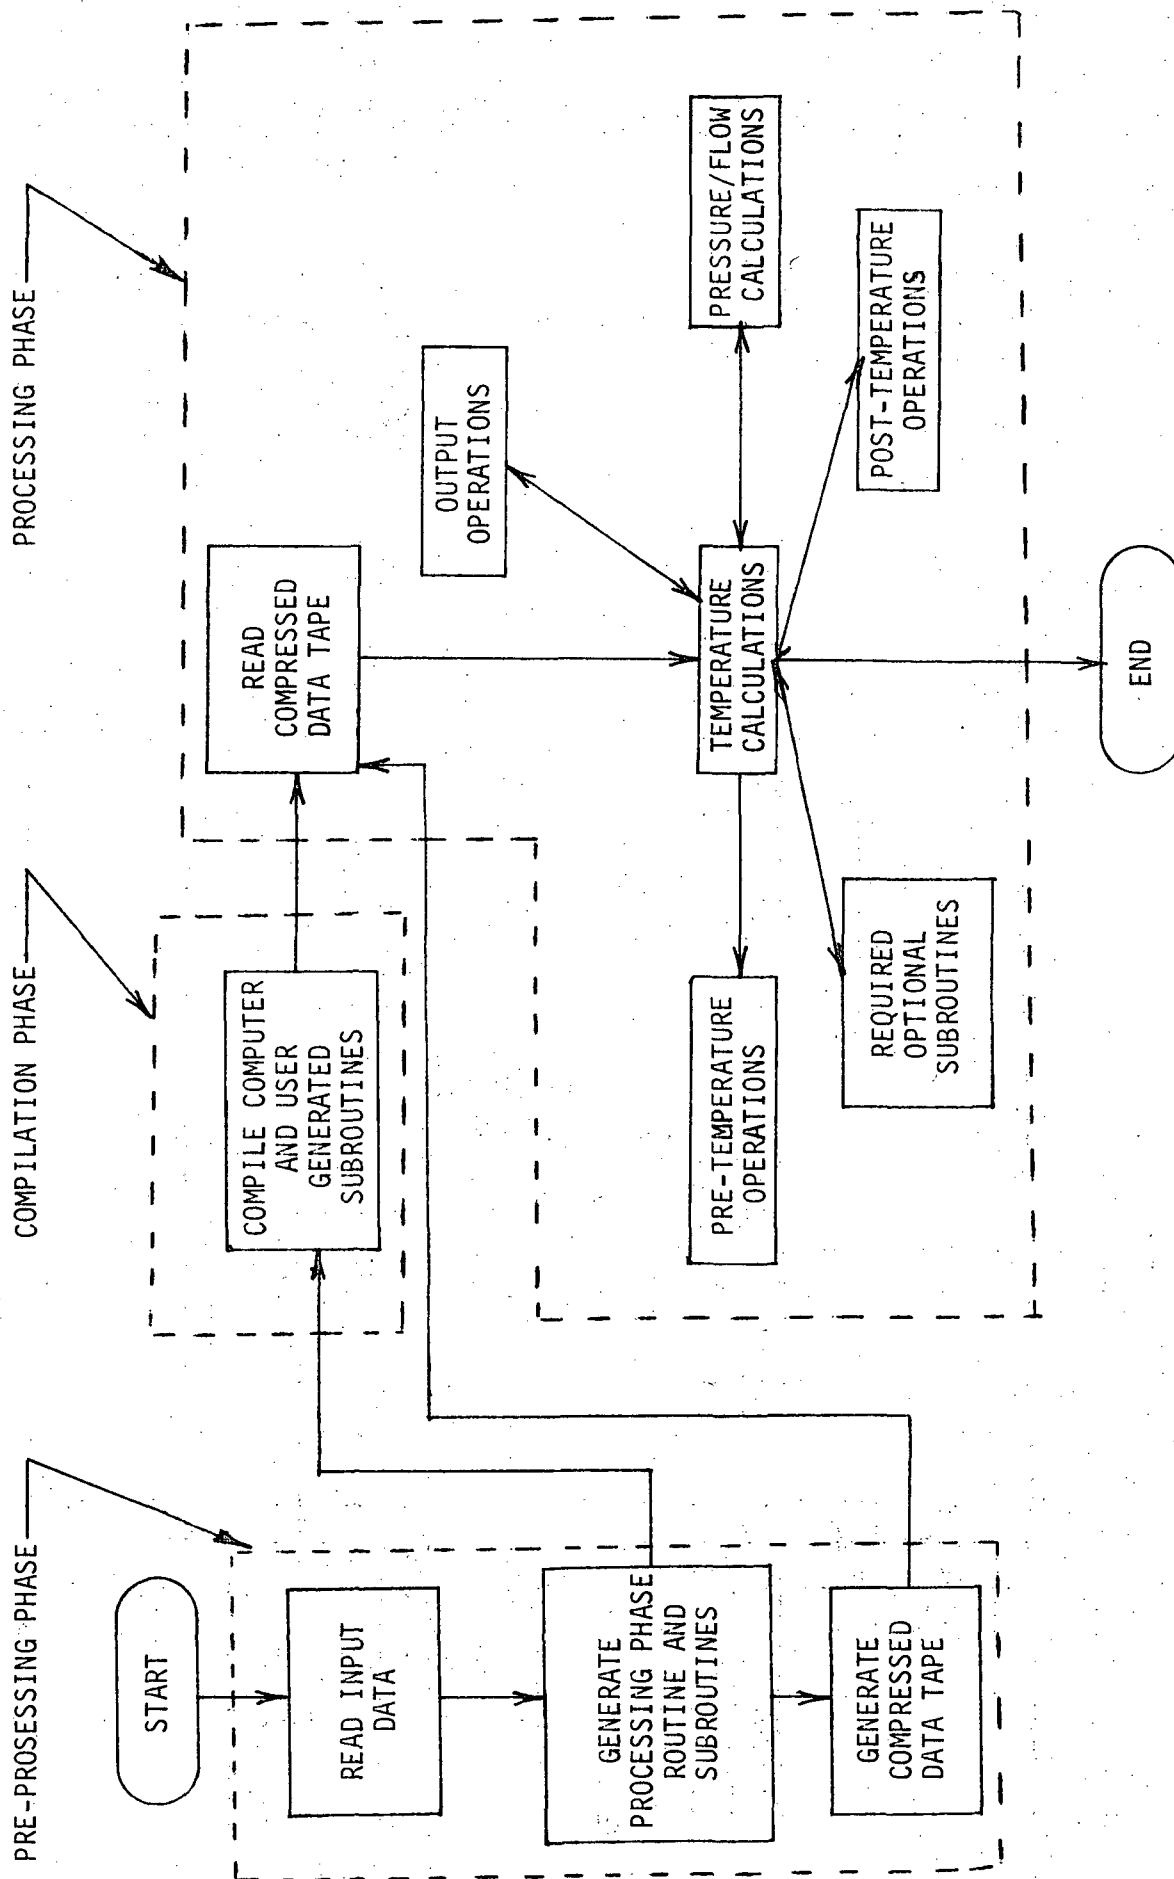 PRE-PROSESSING PHASE
START
READ INPUT
DATA
GENERATE
PROCESSING PHASE
ROUTINE AND
SUBROUTINES
GENERATE
COMPRESSED
DATA TAPE
COMPILATION PHASE
COMPILE COMPUTER
AND USER
GENERATED
SUBROUTINES
PROCESSING PHASE
READ
COMPRESSED
DATA TAPE
OUTPUT
OPERATIONS
PRE-TEMPERATURE
OPERATIONS
TEMPERATURE
CALCULATIONS
PRESSURE/FLOW
CALCULATIONS
REQUIRED
OPTIONAL
SUBROUTINES
POST-TEMPERATURE
OPERATIONS
END